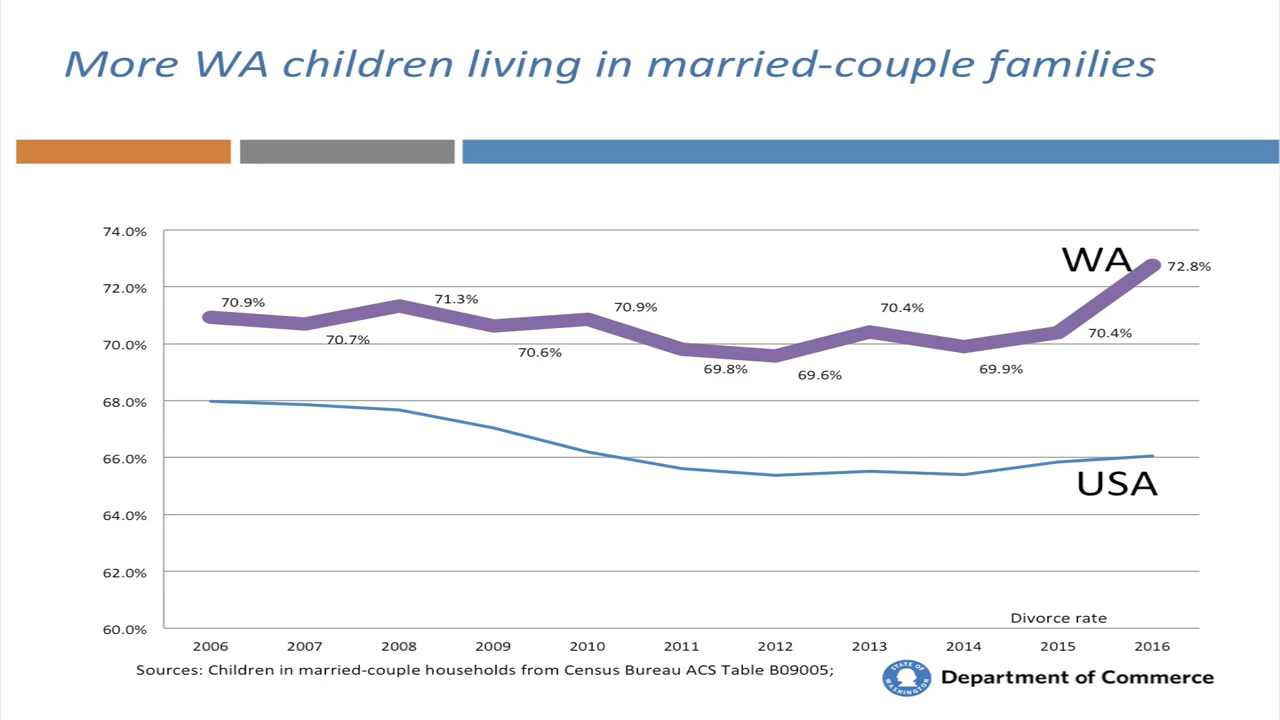 More WA children living in married-couple families
74.0%
72.0%
70.0%
68.0%
66.0%
64.0%
62.0%
60.0%
WA
70.9%
70.7%
71.3%
70.6%
70.9%
69.8%
69.6%
70.4%
69.9%
70.4%
72.8%
USA
Divorce rate
2006 2007 2008 2009 2010 2011 2012 2013 2014 2015 2016
Sources: Children in married-couple households from Census Bureau ACS Table B09005;
STATE OF WASHINGTON
Department of Commerce